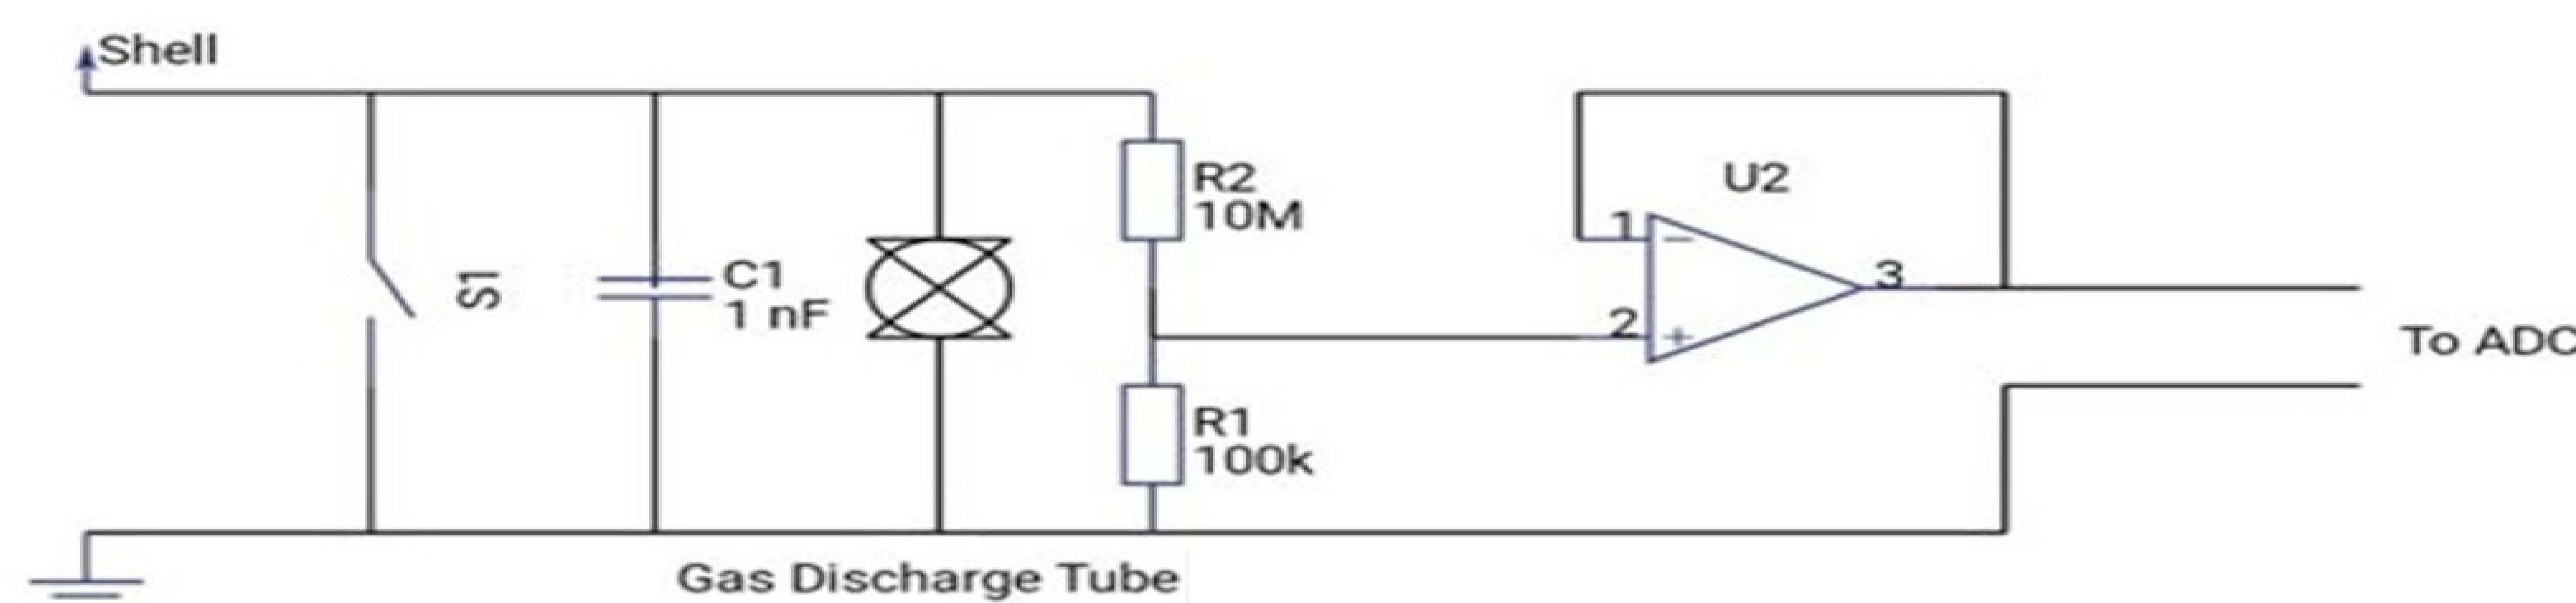 Shell
S1
C1
1 nF
R2
10M
R1
100k
U2
1
2
3
To ADC
Gas Discharge Tube